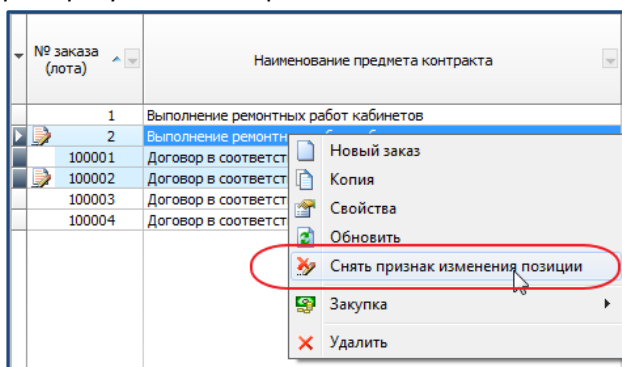 № заказа
(лота)
Наименование предмета контракта
1 Выполнение ремонтных работ кабинетов
2 Выполнение ремонтн
100001 Договор в соответст
100002 Договор в соответст
100003 Договор в соответст
100004 Договор в соответст
Новый заказ
Копия
Свойства
Обновить
Снять признак изменения позиции
Закупка
Удалить